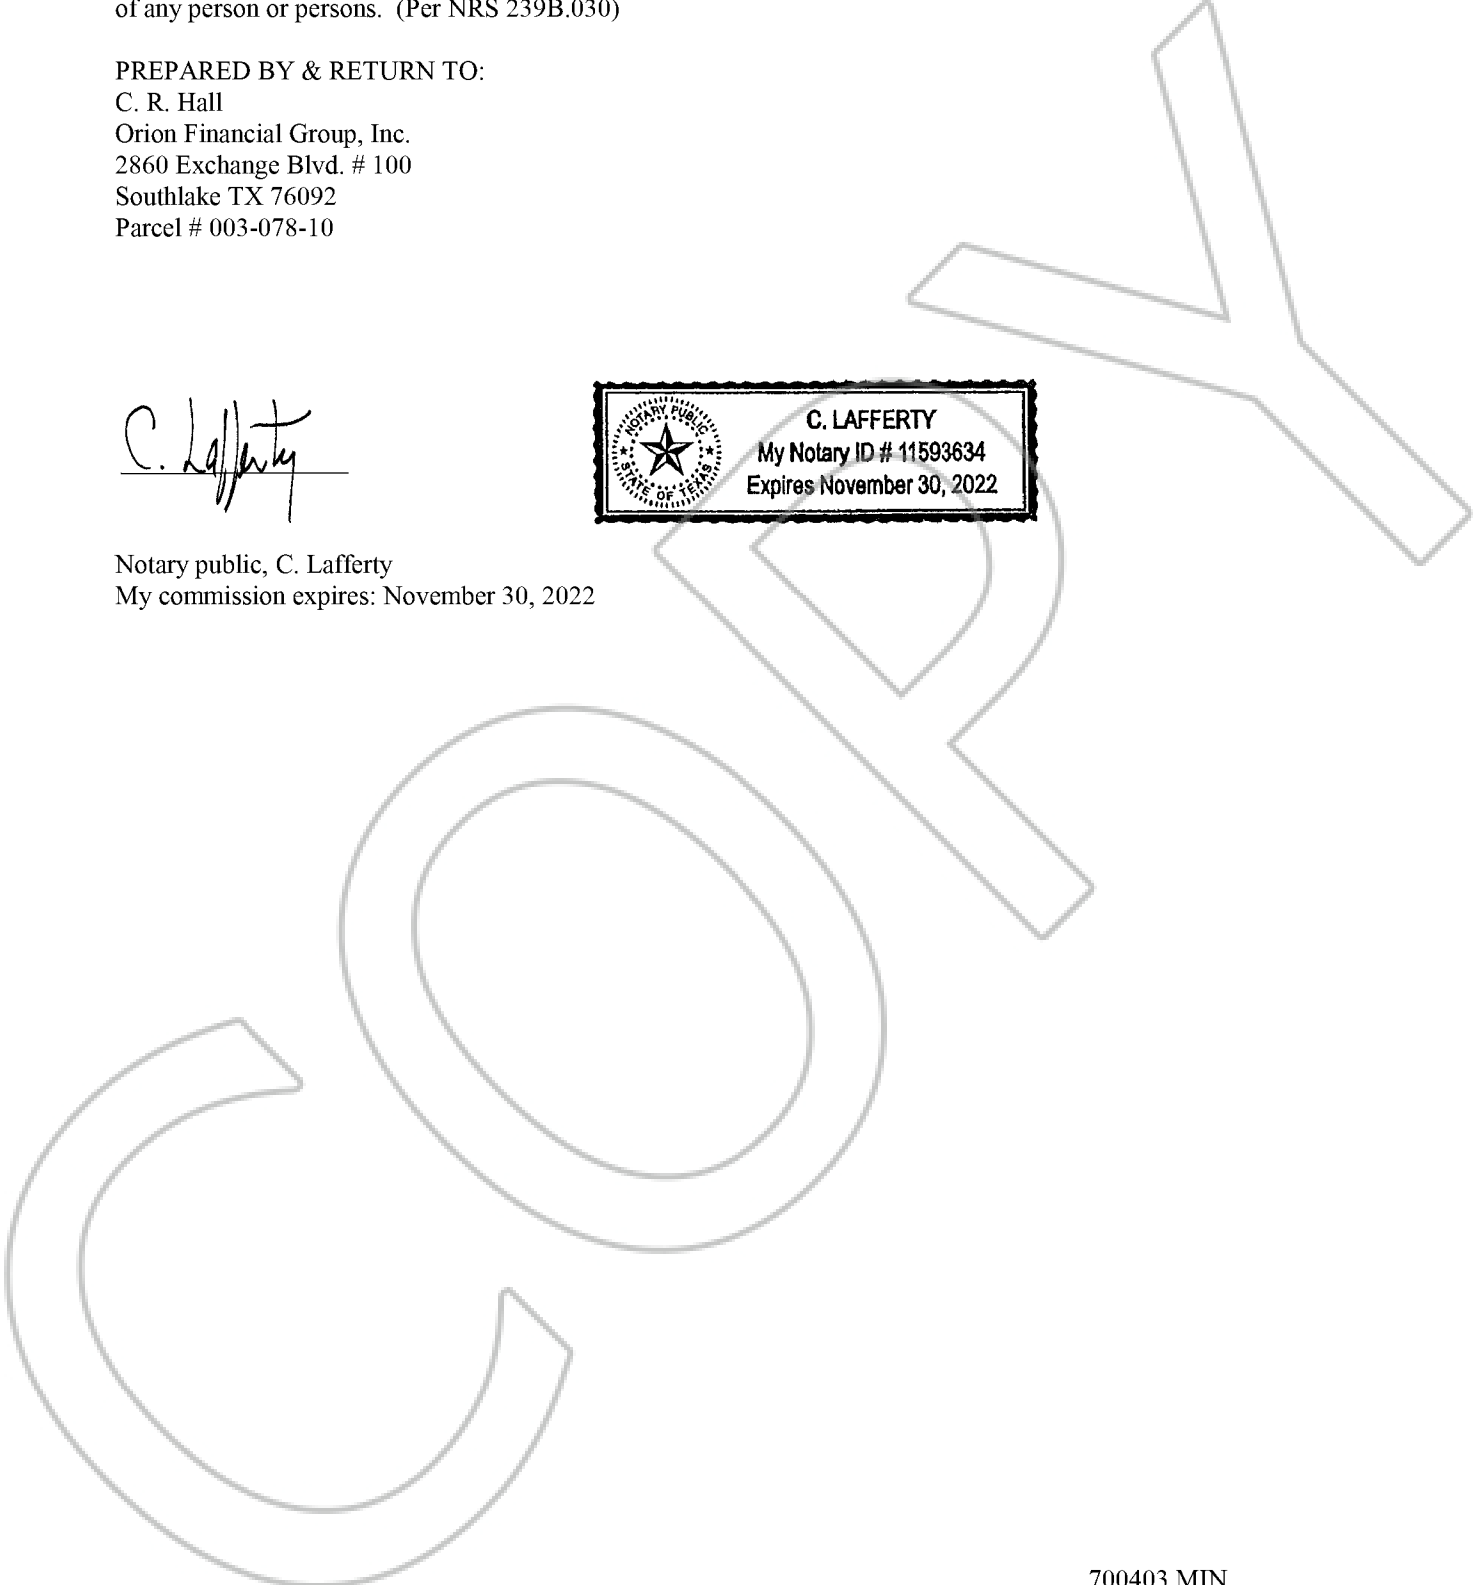 of any person or persons.  (Per NRS 239B.030)
PREPARED BY & RETURN TO:
C. R. Hall
Orion Financial Group, Inc.
2860 Exchange Blvd. # 100
Southlake TX 76092
Parcel # 003-078-10
C. Lafferty
NOTARY PUBLIC
STATE OF TEXAS
C. LAFFERTY
My Notary ID # 11593634
Expires November 30, 2022
Notary public, C. Lafferty
My commission expires: November 30, 2022
COPY
700403 MIN